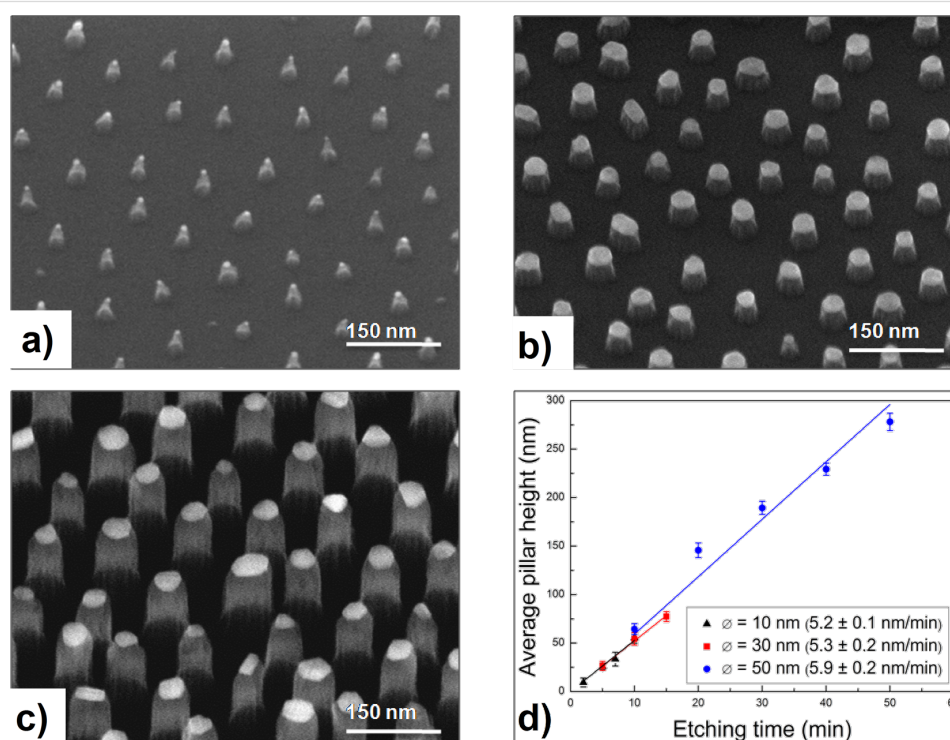 150 nm
a)
150 nm
b)
150 nm
c)
300
250
200
150
100
50
0
Average pillar height (nm)
∅ = 10 nm (5.2 ± 0.1 nm/min)
∅ = 30 nm (5.3 ± 0.2 nm/min)
∅ = 50 nm (5.9 ± 0.2 nm/min)
0 10 20 30 40 50
d)
Etching time (min)